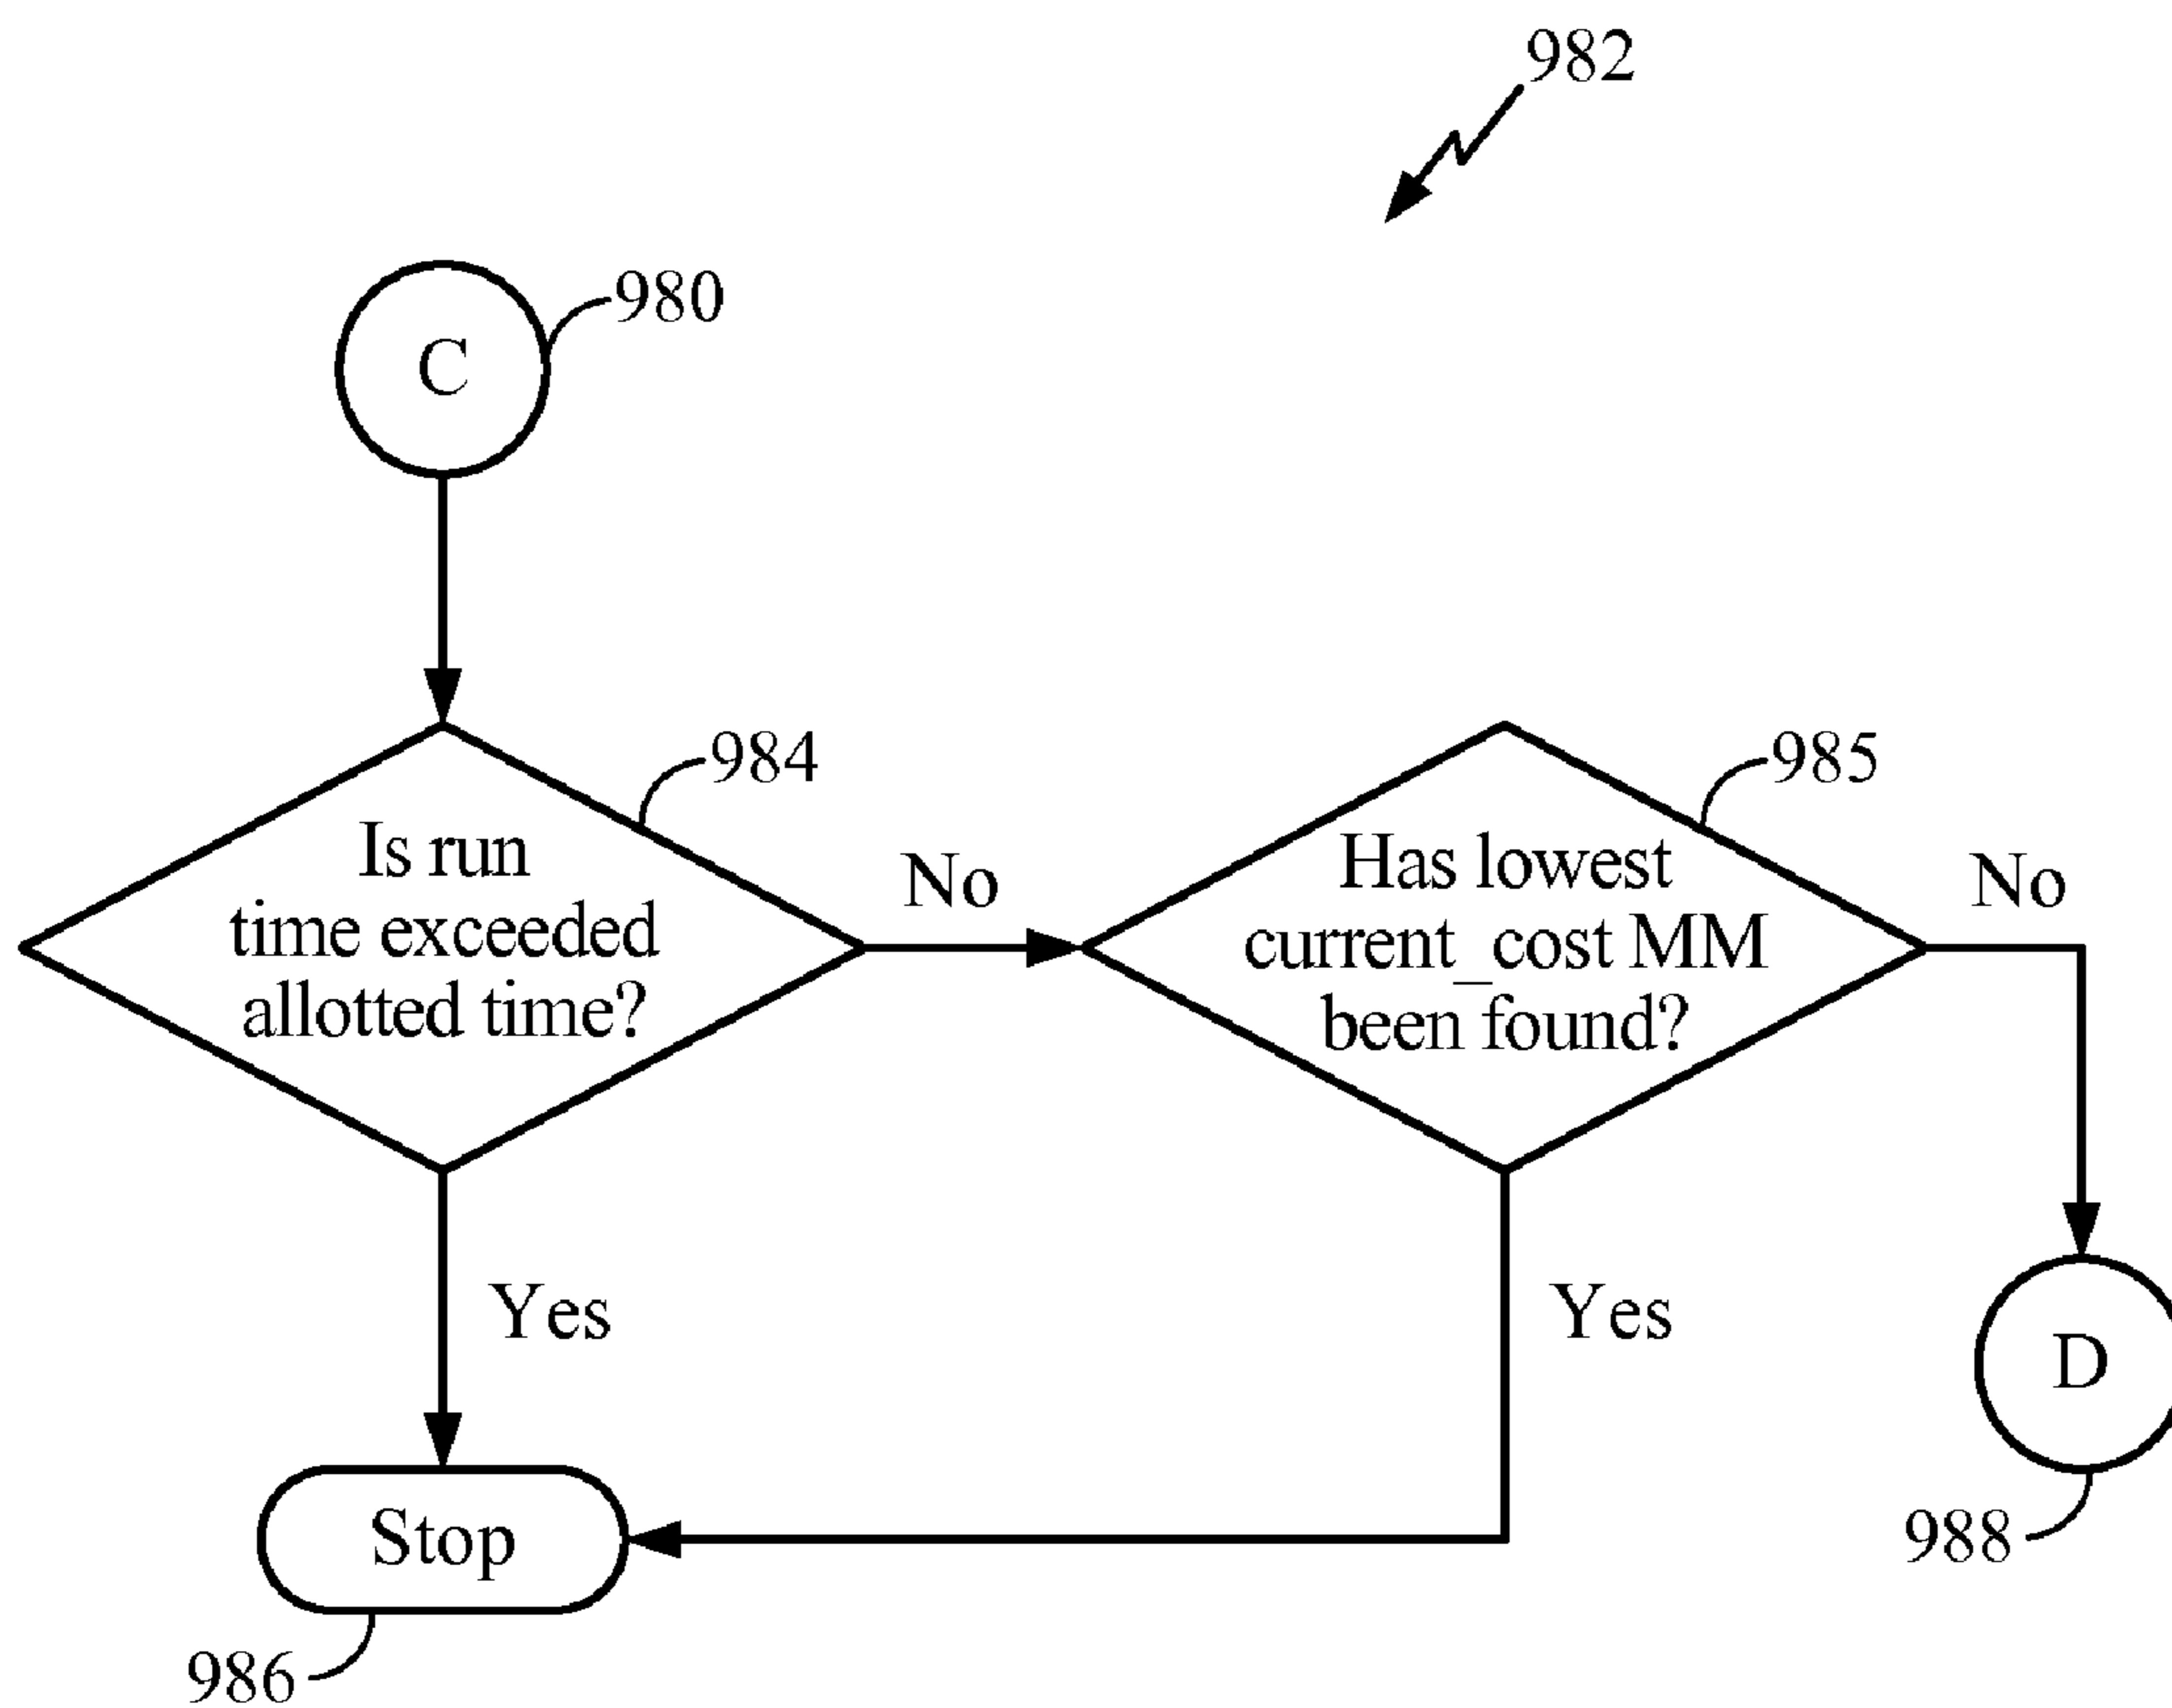 982
C
980
984
Is run
time exceeded
allotted time?
No
985
Has lowest
current_cost MM
been found?
No
Yes
Yes
D
988
Stop
986